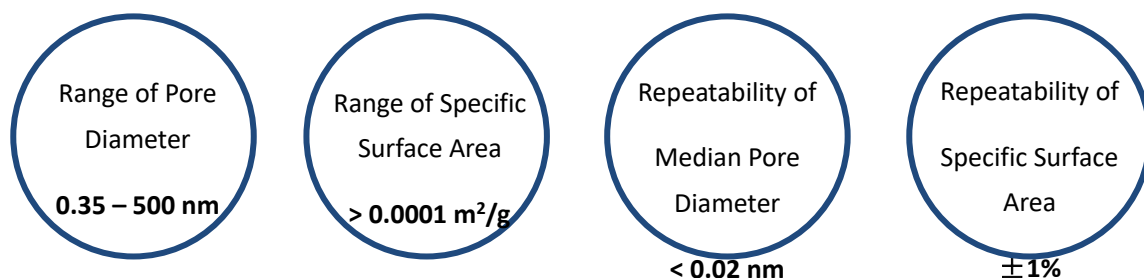 Range of Pore
Diameter
0.35 – 500 nm
Range of Specific
Surface Area
> 0.0001 m²/g
Repeatability of
Median Pore
Diameter
< 0.02 nm
Repeatability of
Specific Surface
Area
±1%